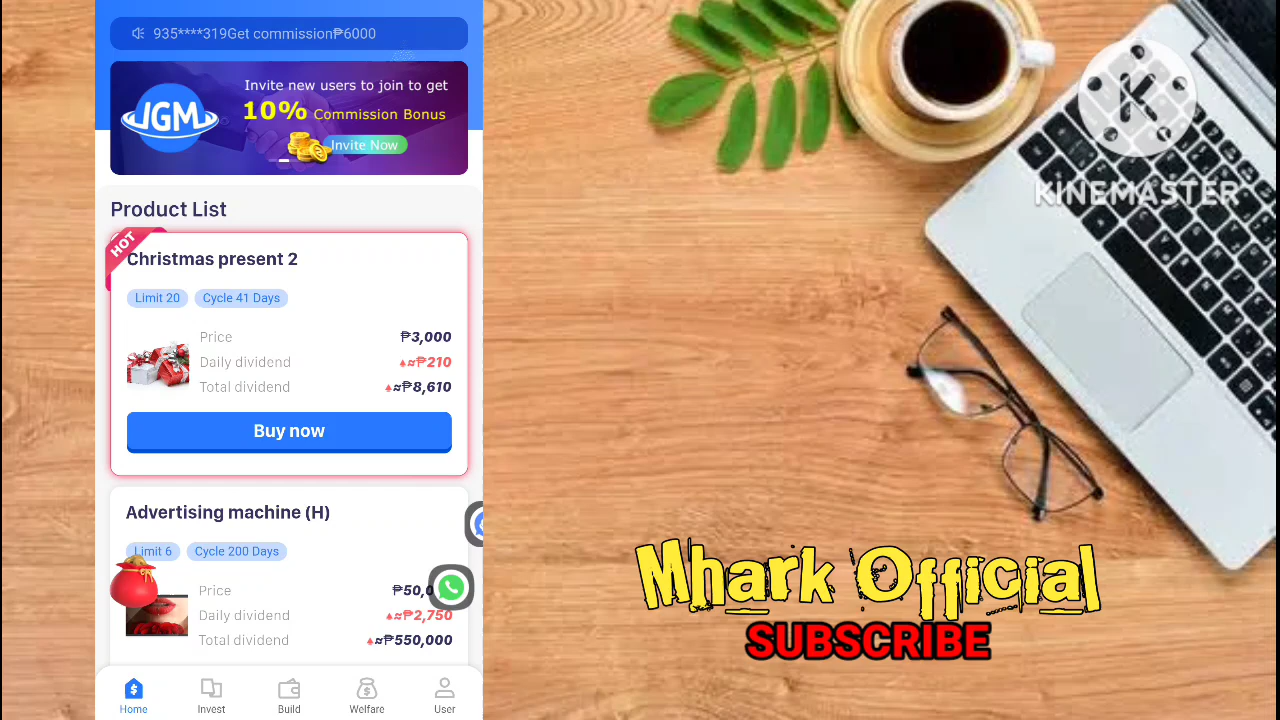 935****319Get commission₱6000
JGM
Invite new users to join to get
10% Commission Bonus
Invite Now
Product List
HOT
Christmas present 2
Limit 20
Cycle 41 Days
Price
₱3,000
Daily dividend
▲≈₱210
Total dividend
▲≈₱8,610
Buy now
Advertising machine (H)
Limit 6
Cycle 200 Days
Price
Daily dividend
▲≈₱2,750
Total dividend
▲≈₱550,000
Home
Invest
Build
Welfare
User
K
KINEMASTER
Mhark Official
SUBSCRIBE